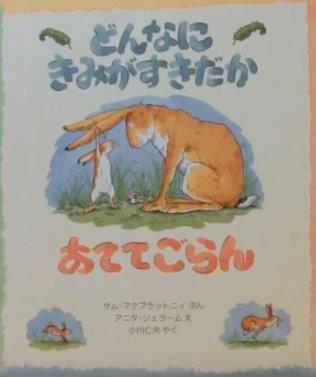 どんなに
きみがすきだか
あててごらん
サム・マクブラットニィ ぶん
アニタ・ジェラーム え
小川仁央 やく